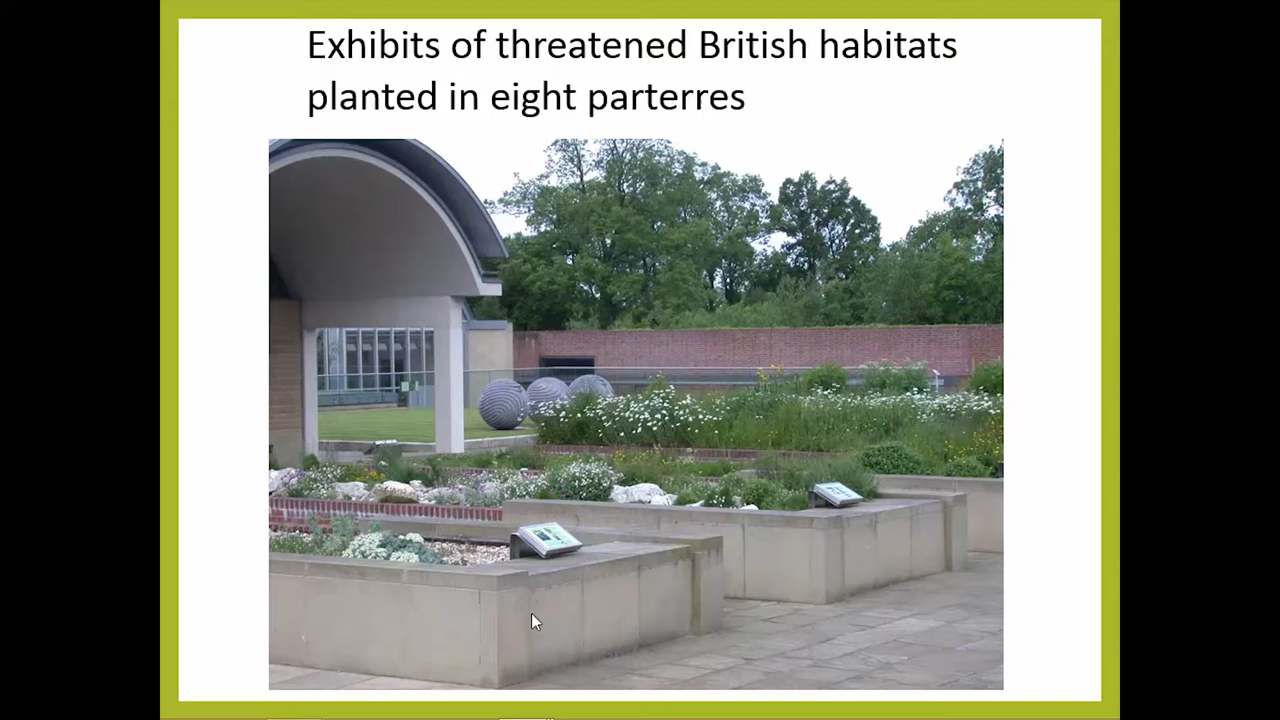 Exhibits of threatened British habitats
planted in eight parterres